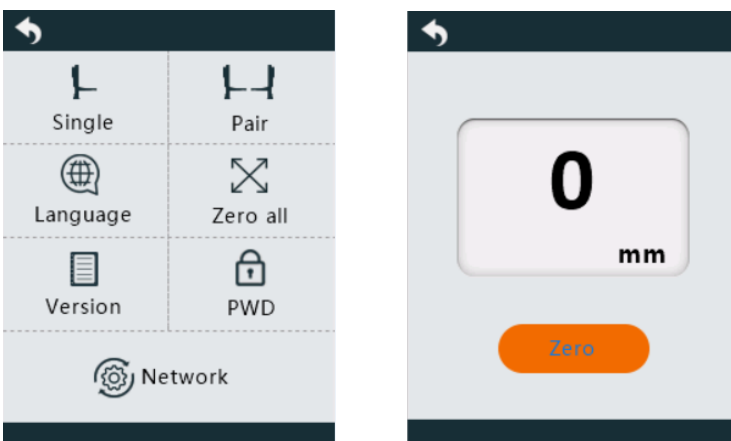 Single
Pair
Language
Zero all
Version
PWD
Network
0
mm
Zero